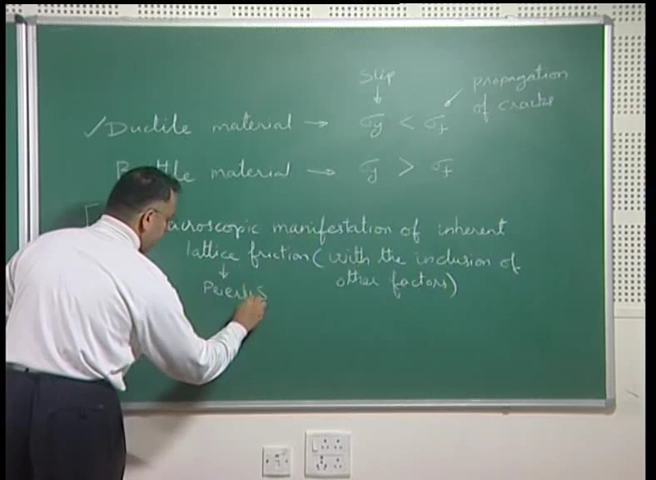 Slip
↓
propagation of cracks
✓Ductile material → σy < σf
Brittle material → σy > σf
macroscopic manifestation of inherent
lattice friction (with the inclusion of
↓ other factors)
Peierls